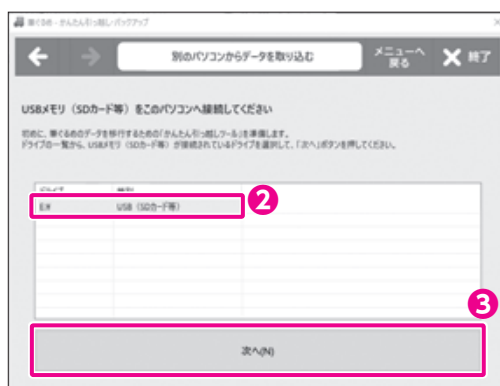 筆ぐるめ - かんたん引っ越し/バックアップ
別のパソコンからデータを取り込む
メニューへ
戻る
終了
USBメモリ（SDカード等）をこのパソコンへ接続してください
初めに、筆ぐるめのデータを移行するための「かんたん引っ越しツール」を準備します。
ドライブの一覧から、USBメモリ（SDカード等）が接続されているドライブを選択して、「次へ」ボタンを押してください。
ドライブ 種別
E:¥ USB（SDカード等）
2
3
次へ(N)